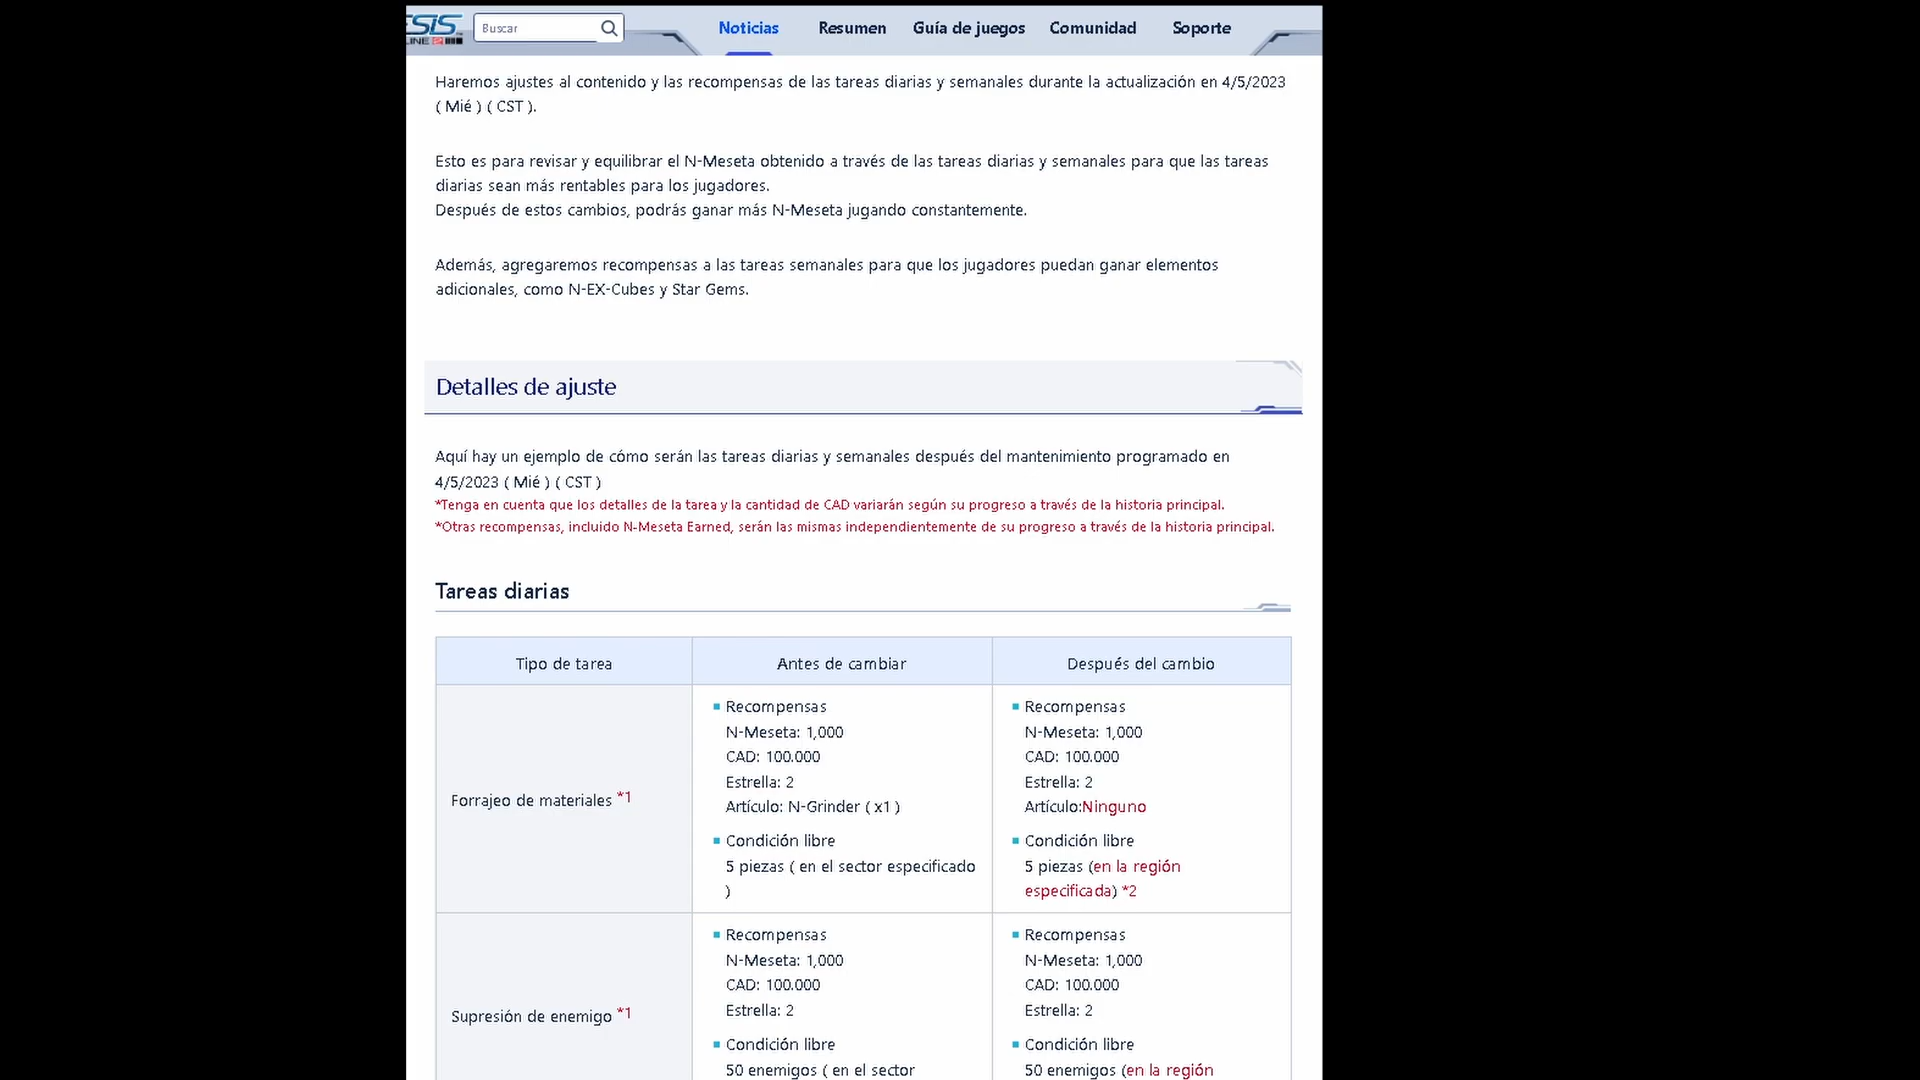 Buscar
Noticias
Resumen
Guía de juegos
Comunidad
Soporte
Haremos ajustes al contenido y las recompensas de las tareas diarias y semanales durante la actualización en 4/5/2023
( Mié ) ( CST ).
Esto es para revisar y equilibrar el N-Meseta obtenido a través de las tareas diarias y semanales para que las tareas
diarias sean más rentables para los jugadores.
Después de estos cambios, podrás ganar más N-Meseta jugando constantemente.
Además, agregaremos recompensas a las tareas semanales para que los jugadores puedan ganar elementos
adicionales, como N-EX-Cubes y Star Gems.
Detalles de ajuste
Aquí hay un ejemplo de cómo serán las tareas diarias y semanales después del mantenimiento programado en
4/5/2023 ( Mié ) ( CST )
*Tenga en cuenta que los detalles de la tarea y la cantidad de CAD variarán según su progreso a través de la historia principal.
*Otras recompensas, incluido N-Meseta Earned, serán las mismas independientemente de su progreso a través de la historia principal.
Tareas diarias
Tipo de tarea
Antes de cambiar
Después del cambio
Forrajeo de materiales *1
Recompensas
N-Meseta: 1,000
CAD: 100.000
Estrella: 2
Artículo: N-Grinder ( x1 )
Condición libre
5 piezas ( en el sector especificado
)
Recompensas
N-Meseta: 1,000
CAD: 100.000
Estrella: 2
Artículo:Ninguno
Condición libre
5 piezas (en la región
especificada) *2
Supresión de enemigo *1
Recompensas
N-Meseta: 1,000
CAD: 100.000
Estrella: 2
Condición libre
50 enemigos ( en el sector
Recompensas
N-Meseta: 1,000
CAD: 100.000
Estrella: 2
Condición libre
50 enemigos (en la región